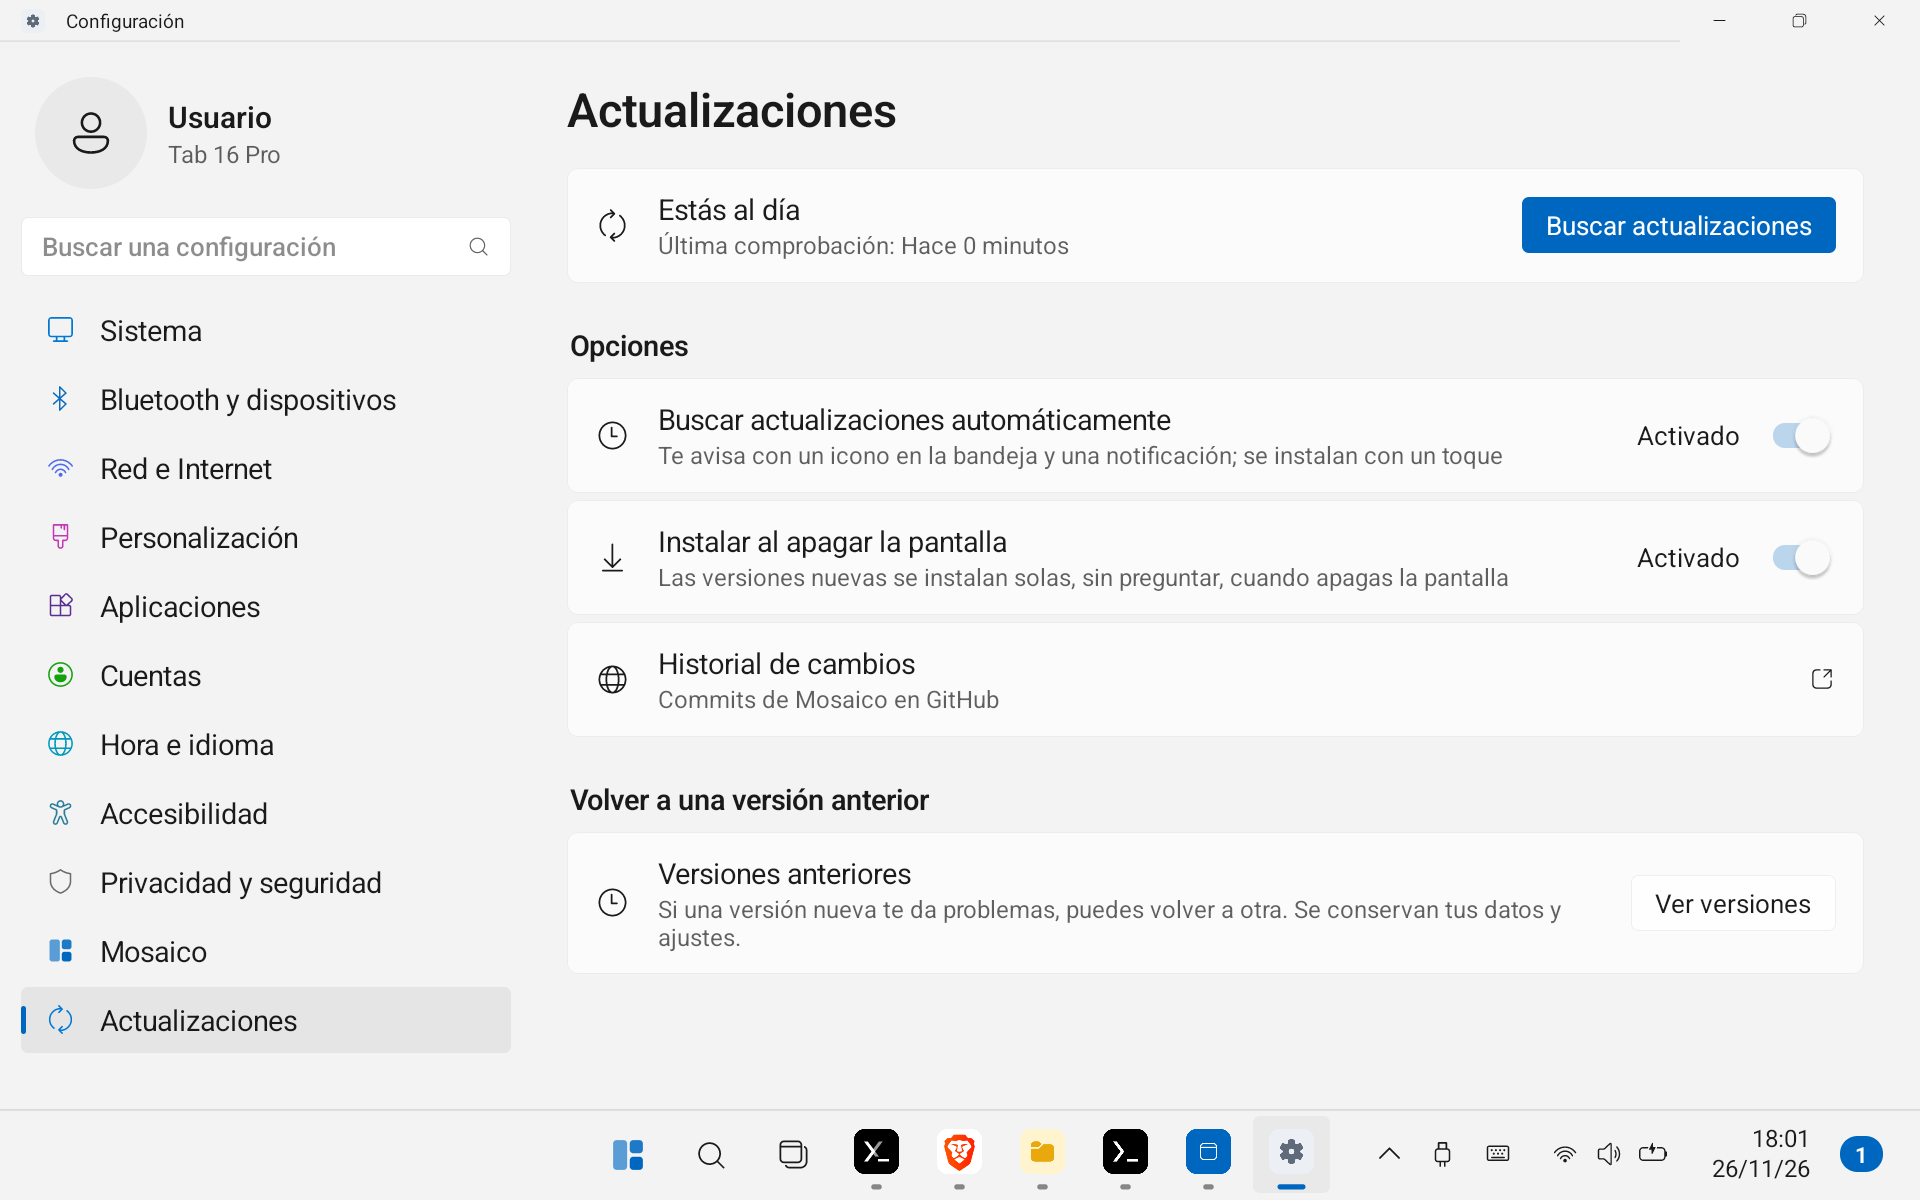 Configuración
Usuario
Tab 16 Pro
Buscar una configuración
Sistema
Bluetooth y dispositivos
Red e Internet
Personalización
Aplicaciones
Cuentas
Hora e idioma
Accesibilidad
Privacidad y seguridad
Mosaico
Actualizaciones
Actualizaciones
Estás al día
Última comprobación: Hace 0 minutos
Buscar actualizaciones
Opciones
Buscar actualizaciones automáticamente
Te avisa con un icono en la bandeja y una notificación; se instalan con un toque
Activado
Instalar al apagar la pantalla
Las versiones nuevas se instalan solas, sin preguntar, cuando apagas la pantalla
Activado
Historial de cambios
Commits de Mosaico en GitHub
Volver a una versión anterior
Versiones anteriores
Si una versión nueva te da problemas, puedes volver a otra. Se conservan tus datos y
ajustes.
Ver versiones
18:01
26/11/26
1